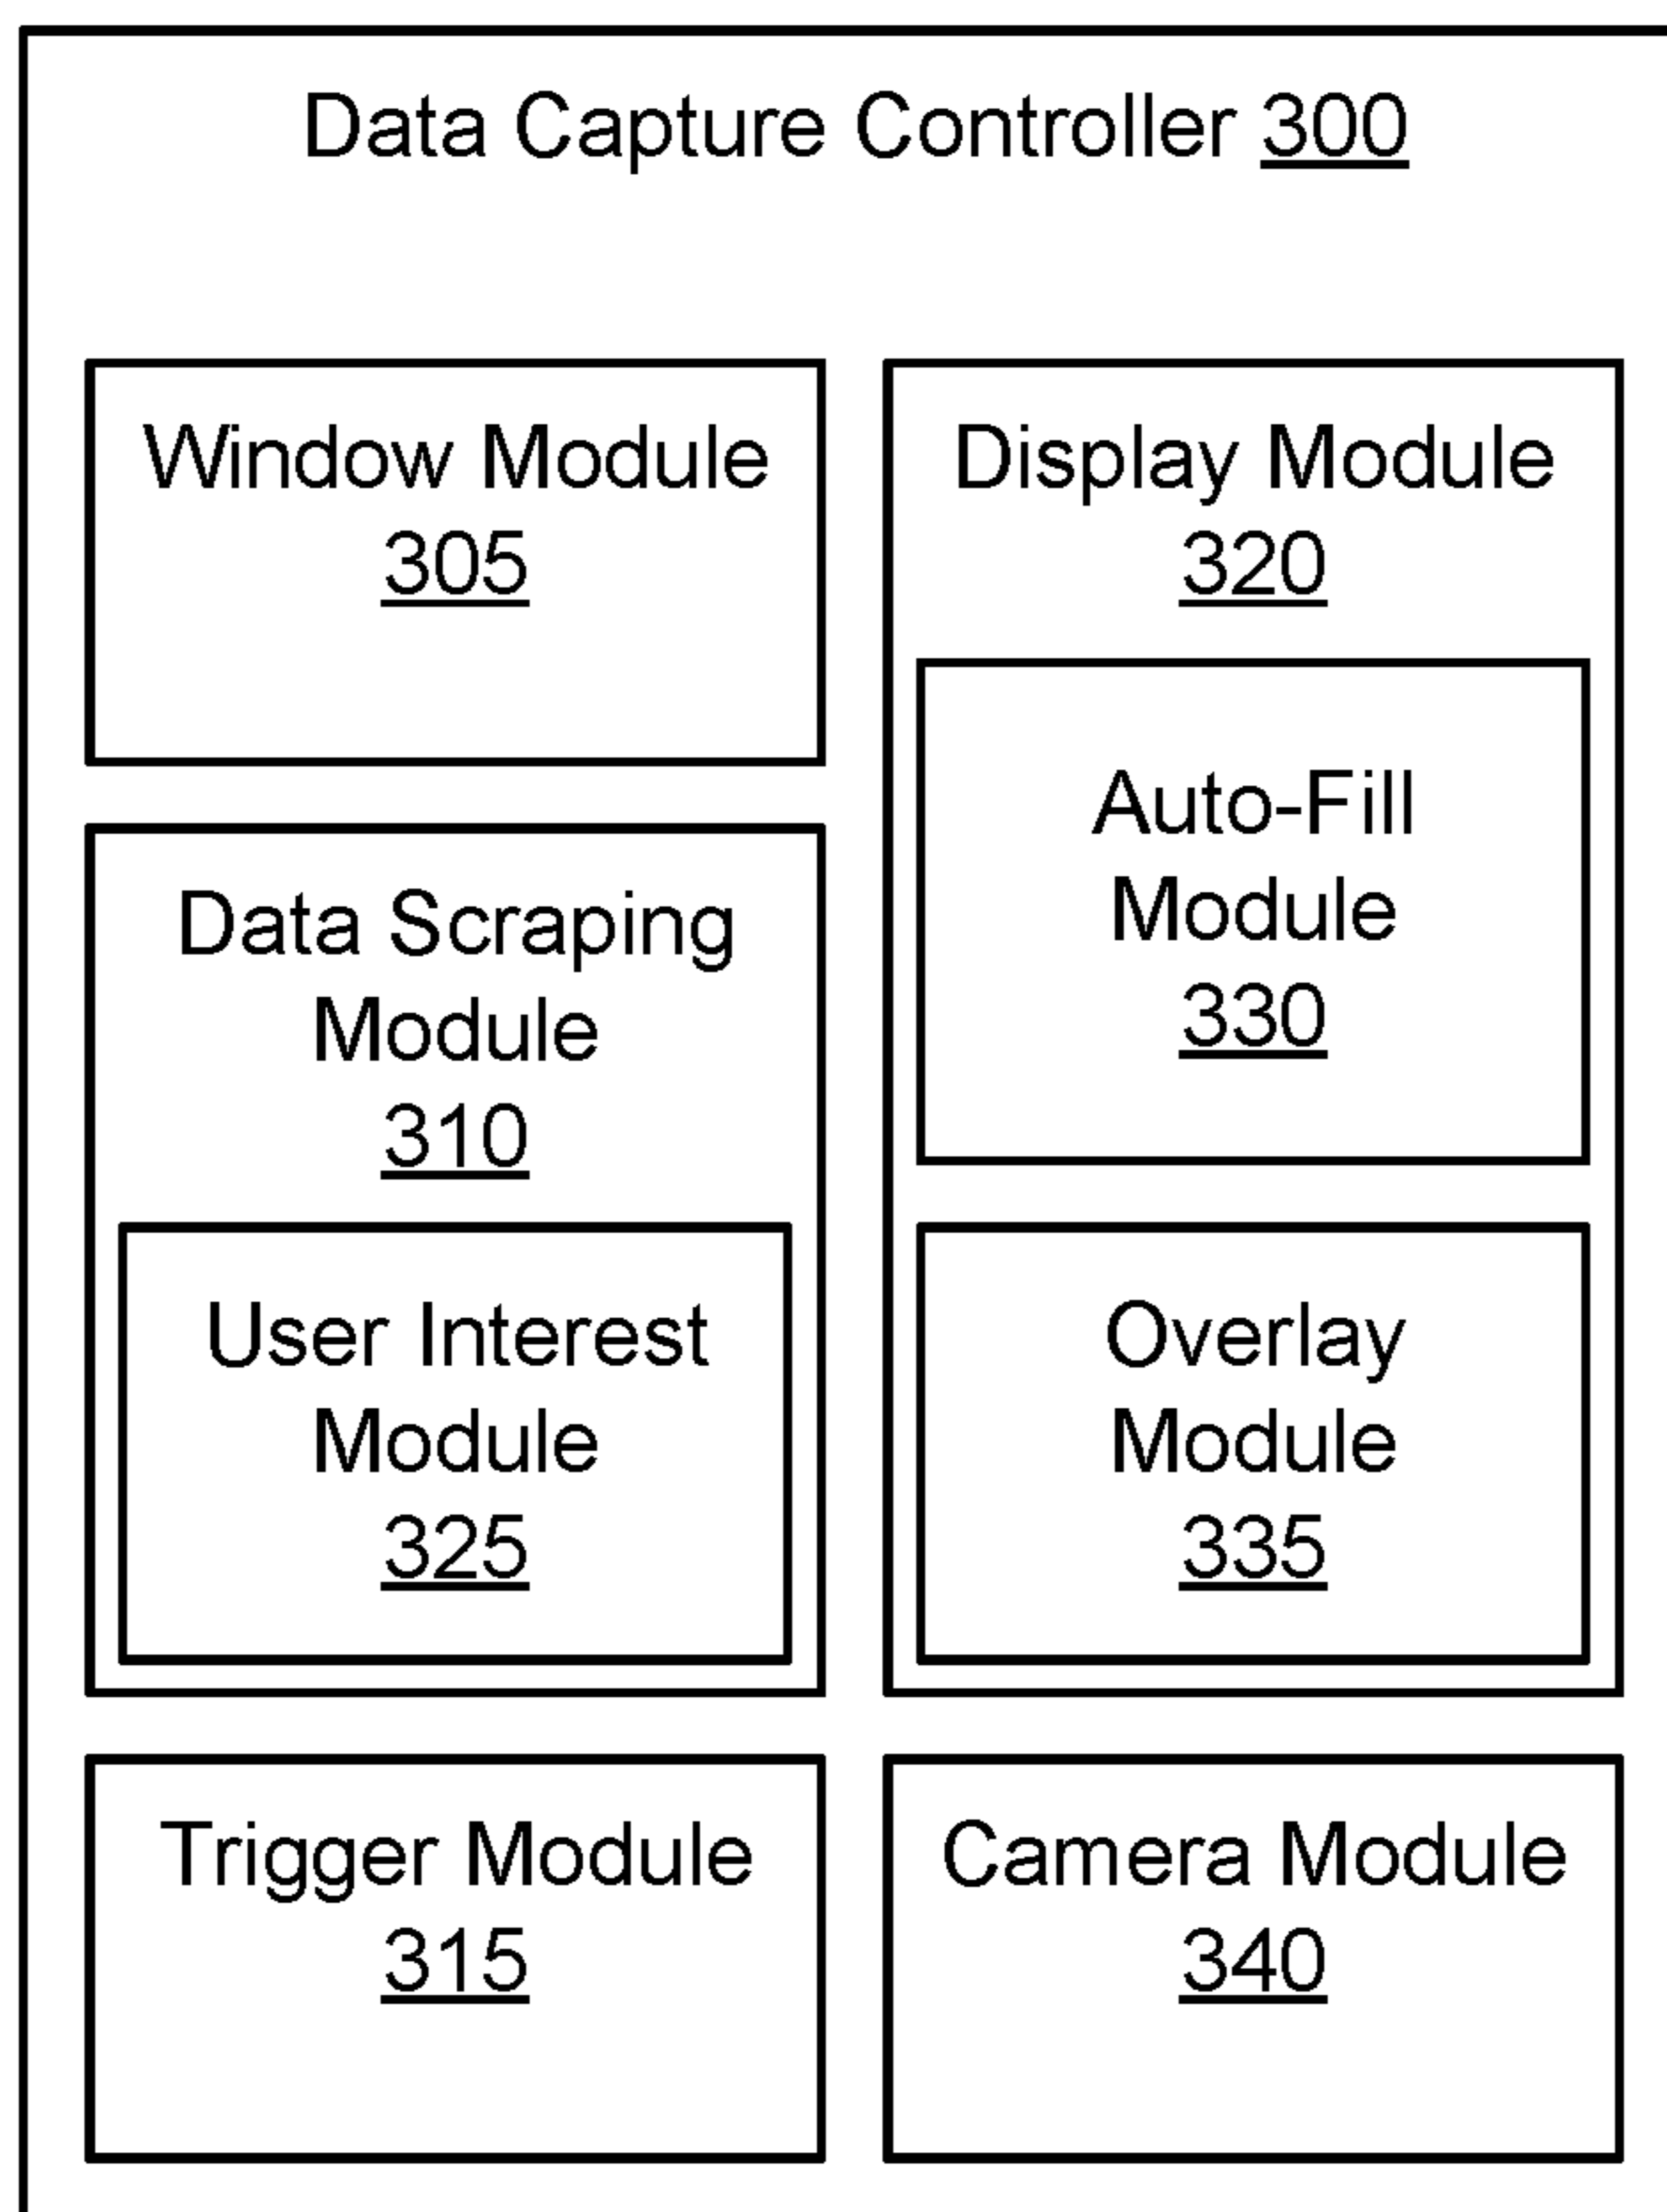 Data Capture Controller 300
Window Module
305
Data Scraping
Module
310
User Interest
Module
325
Trigger Module
315
Display Module
320
Auto-Fill
Module
330
Overlay
Module
335
Camera Module
340